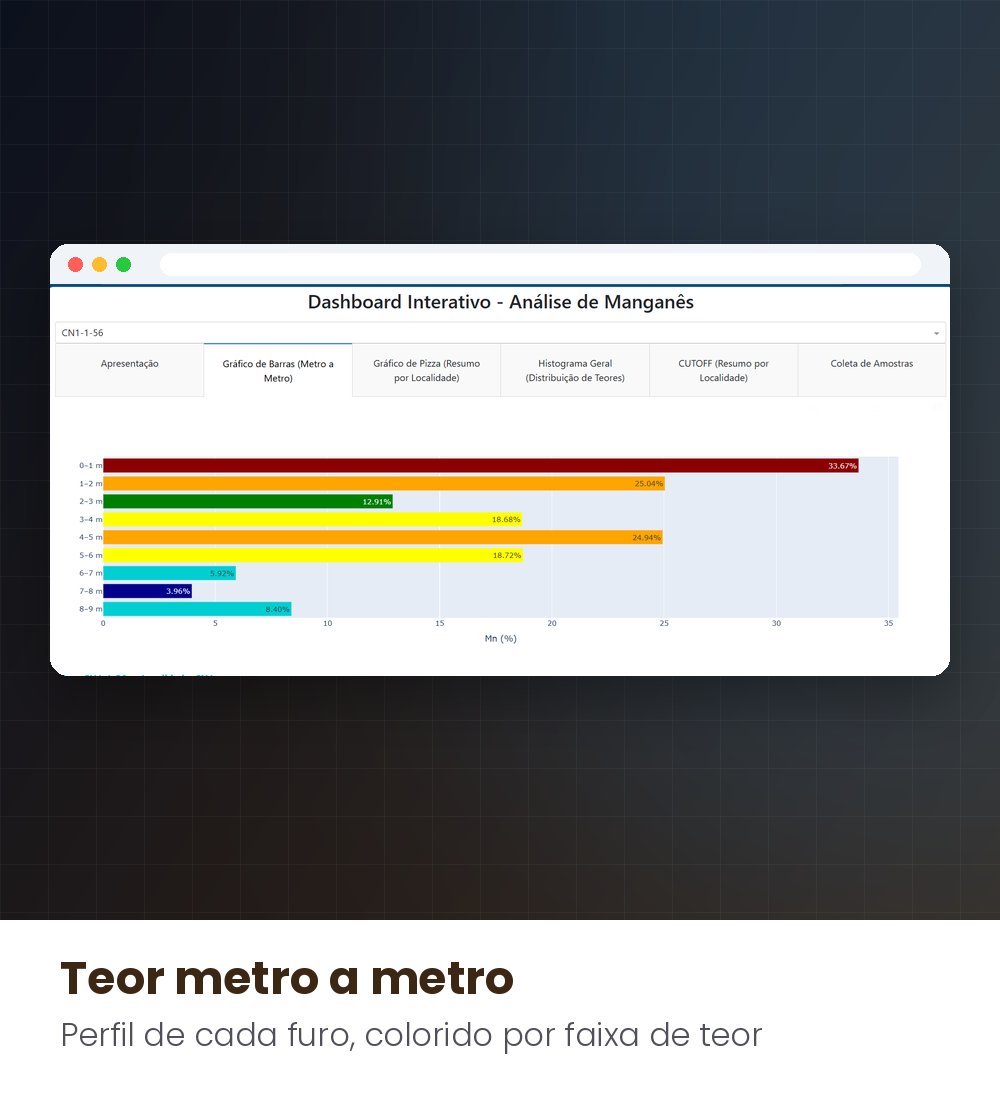 Dashboard Interativo - Análise de Manganês
CN1-1-56
Apresentação
Gráfico de Barras (Metro a
Metro)
Gráfico de Pizza (Resumo
por Localidade)
Histograma Geral
(Distribuição de Teores)
CUTOFF (Resumo por
Localidade)
Coleta de Amostras
0–1 m 33.67%
1–2 m 25.04%
2–3 m 12.91%
3–4 m 18.68%
4–5 m 24.94%
5–6 m 18.72%
6–7 m 5.92%
7–8 m 3.96%
8–9 m 8.40%
0 5 10 15 20 25 30 35
Mn (%)
Teor metro a metro
Perfil de cada furo, colorido por faixa de teor